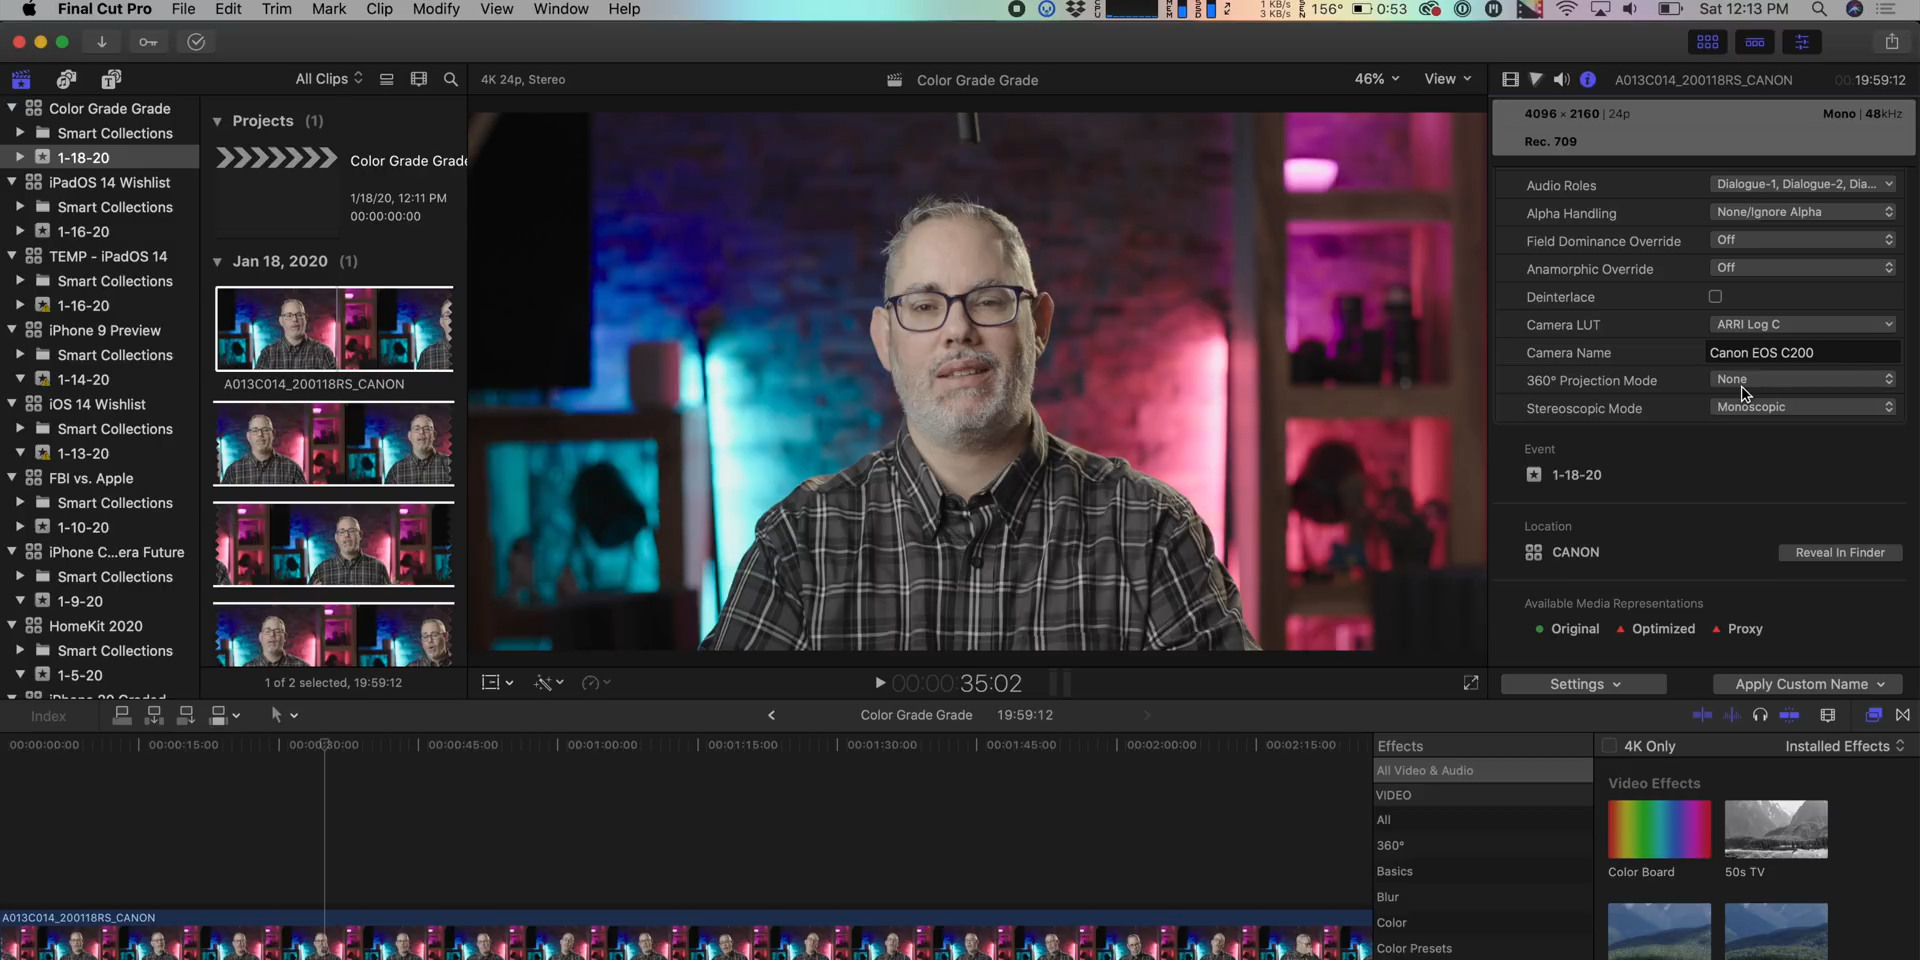 Final Cut Pro File Edit Trim Mark Clip Modify View Window Help
1 KB/s
3 KB/s
156° 0:53
Sat 12:13 PM
All Clips
4K 24p, Stereo
Color Grade Grade
46%
View
A013C014_200118RS_CANON
00:19:59:12
Color Grade Grade
Smart Collections
1-18-20
iPadOS 14 Wishlist
Smart Collections
1-16-20
TEMP - iPadOS 14
Smart Collections
1-16-20
iPhone 9 Preview
Smart Collections
1-14-20
iOS 14 Wishlist
Smart Collections
1-13-20
FBI vs. Apple
Smart Collections
1-10-20
iPhone C...era Future
Smart Collections
1-9-20
HomeKit 2020
Smart Collections
1-5-20
Projects (1)
Color Grade Grade
1/18/20, 12:11 PM
00:00:00:00
Jan 18, 2020 (1)
A013C014_200118RS_CANON
1 of 2 selected, 19:59:12
00:00:35:02
4096 × 2160 | 24p
Mono | 48kHz
Rec. 709
Audio Roles
Dialogue-1, Dialogue-2, Dia...
Alpha Handling
None/Ignore Alpha
Field Dominance Override
Off
Anamorphic Override
Off
Deinterlace
Camera LUT
ARRI Log C
Camera Name
Canon EOS C200
360° Projection Mode
None
Stereoscopic Mode
Monoscopic
Event
1-18-20
Location
CANON
Reveal In Finder
Available Media Representations
Original Optimized Proxy
Settings
Apply Custom Name
Index
Color Grade Grade
19:59:12
00:00:00:00
00:00:15:00
00:00:30:00
00:00:45:00
00:01:00:00
00:01:15:00
00:01:30:00
00:01:45:00
00:02:00:00
00:02:15:00
A013C014_200118RS_CANON
Effects
4K Only
Installed Effects
All Video & Audio
VIDEO
All
360°
Basics
Blur
Color
Color Presets
Video Effects
Color Board
50s TV